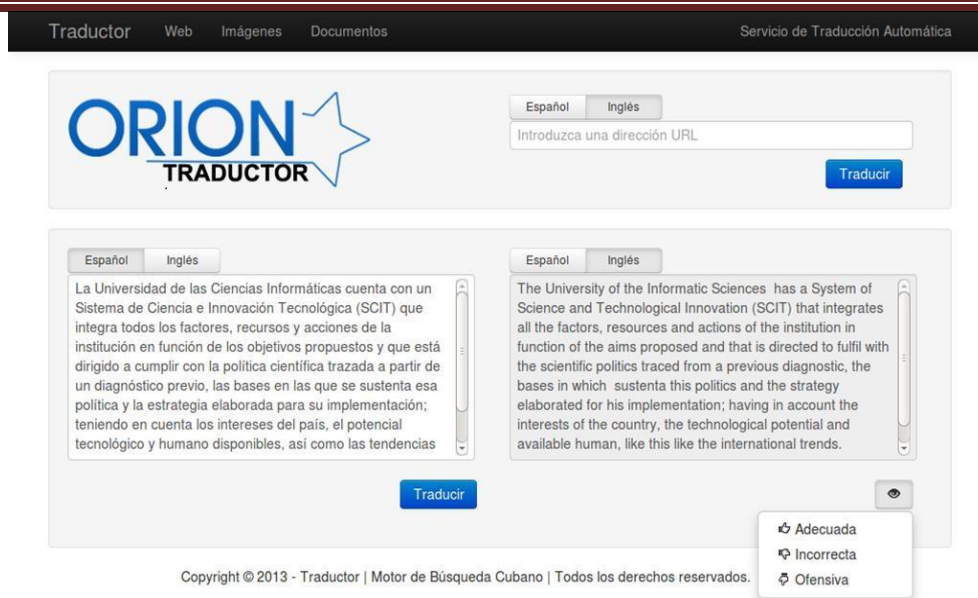 Traductor Web Imágenes Documentos Servicio de Traducción Automática
ORION
TRADUCTOR
Español Inglés
Introduzca una dirección URL
Traducir
Español Inglés
La Universidad de las Ciencias Informáticas cuenta con un
Sistema de Ciencia e Innovación Tecnológica (SCIT) que
integra todos los factores, recursos y acciones de la
institución en función de los objetivos propuestos y que está
dirigido a cumplir con la política científica trazada a partir de
un diagnóstico previo, las bases en las que se sustenta esa
política y la estrategia elaborada para su implementación;
teniendo en cuenta los intereses del país, el potencial
tecnológico y humano disponibles, así como las tendencias
Traducir
Español Inglés
The University of the Informatic Sciences has a System of
Science and Technological Innovation (SCIT) that integrates
all the factors, resources and actions of the institution in
function of the aims proposed and that is directed to fulfil with
the scientific politics traced from a previous diagnostic, the
bases in which sustenta this politics and the strategy
elaborated for his implementation; having in account the
interests of the country, the technological potential and
available human, like this like the international trends.
Adecuada
Incorrecta
Ofensiva
Copyright © 2013 - Traductor | Motor de Búsqueda Cubano | Todos los derechos reservados.